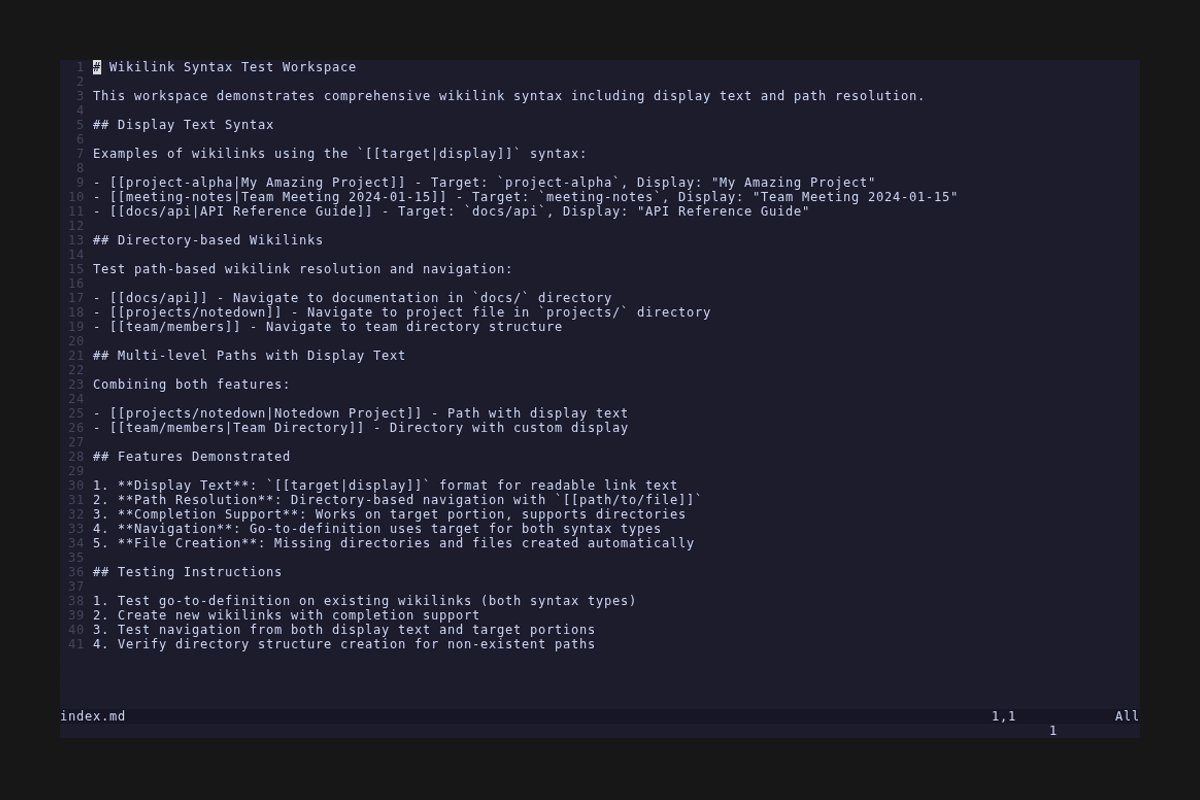 1 # Wikilink Syntax Test Workspace
2
3 This workspace demonstrates comprehensive wikilink syntax including display text and path resolution.
4
5 ## Display Text Syntax
6
7 Examples of wikilinks using the `[[target|display]]` syntax:
8
9 - [[project-alpha|My Amazing Project]] - Target: `project-alpha`, Display: "My Amazing Project"
10 - [[meeting-notes|Team Meeting 2024-01-15]] - Target: `meeting-notes`, Display: "Team Meeting 2024-01-15"
11 - [[docs/api|API Reference Guide]] - Target: `docs/api`, Display: "API Reference Guide"
12
13 ## Directory-based Wikilinks
14
15 Test path-based wikilink resolution and navigation:
16
17 - [[docs/api]] - Navigate to documentation in `docs/` directory
18 - [[projects/notedown]] - Navigate to project file in `projects/` directory
19 - [[team/members]] - Navigate to team directory structure
20
21 ## Multi-level Paths with Display Text
22
23 Combining both features:
24
25 - [[projects/notedown|Notedown Project]] - Path with display text
26 - [[team/members|Team Directory]] - Directory with custom display
27
28 ## Features Demonstrated
29
30 1. **Display Text**: `[[target|display]]` format for readable link text
31 2. **Path Resolution**: Directory-based navigation with `[[path/to/file]]`
32 3. **Completion Support**: Works on target portion, supports directories
33 4. **Navigation**: Go-to-definition uses target for both syntax types
34 5. **File Creation**: Missing directories and files created automatically
35
36 ## Testing Instructions
37
38 1. Test go-to-definition on existing wikilinks (both syntax types)
39 2. Create new wikilinks with completion support
40 3. Test navigation from both display text and target portions
41 4. Verify directory structure creation for non-existent paths
index.md 1,1 All
1